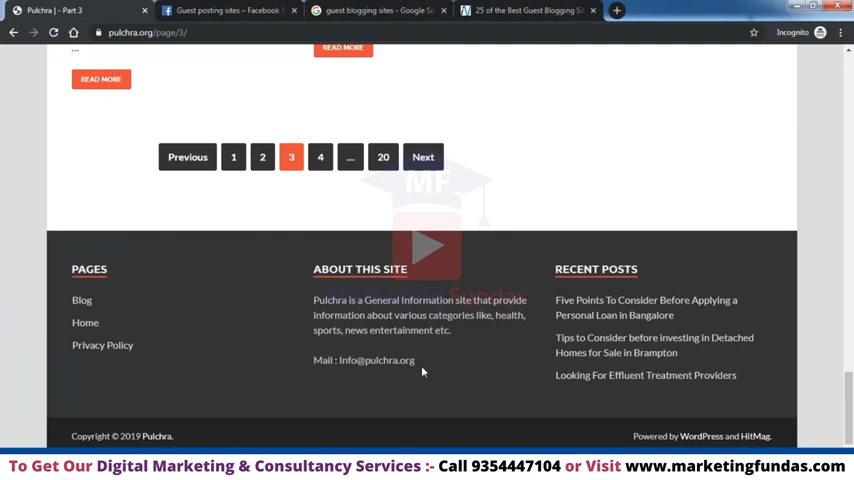 Pulchra | - Part 3
Guest posting sites – Facebook S
guest blogging sites - Google Se
25 of the Best Guest Blogging Sit
pulchra.org/page/3/
Incognito
...
READ MORE
READ MORE
Previous 1 2 3 4 ... 20 Next
MF
PAGES
Blog
Home
Privacy Policy
ABOUT THIS SITE
Pulchra is a General Information site that provide
information about various categories like, health,
sports, news entertainment etc.
Mail : Info@pulchra.org
RECENT POSTS
Five Points To Consider Before Applying a
Personal Loan in Bangalore
Tips to Consider before investing in Detached
Homes for Sale in Brampton
Looking For Effluent Treatment Providers
Copyright © 2019 Pulchra.
Powered by WordPress and HitMag.
To Get Our Digital Marketing & Consultancy Services :- Call 9354447104 or Visit www.marketingfundas.com